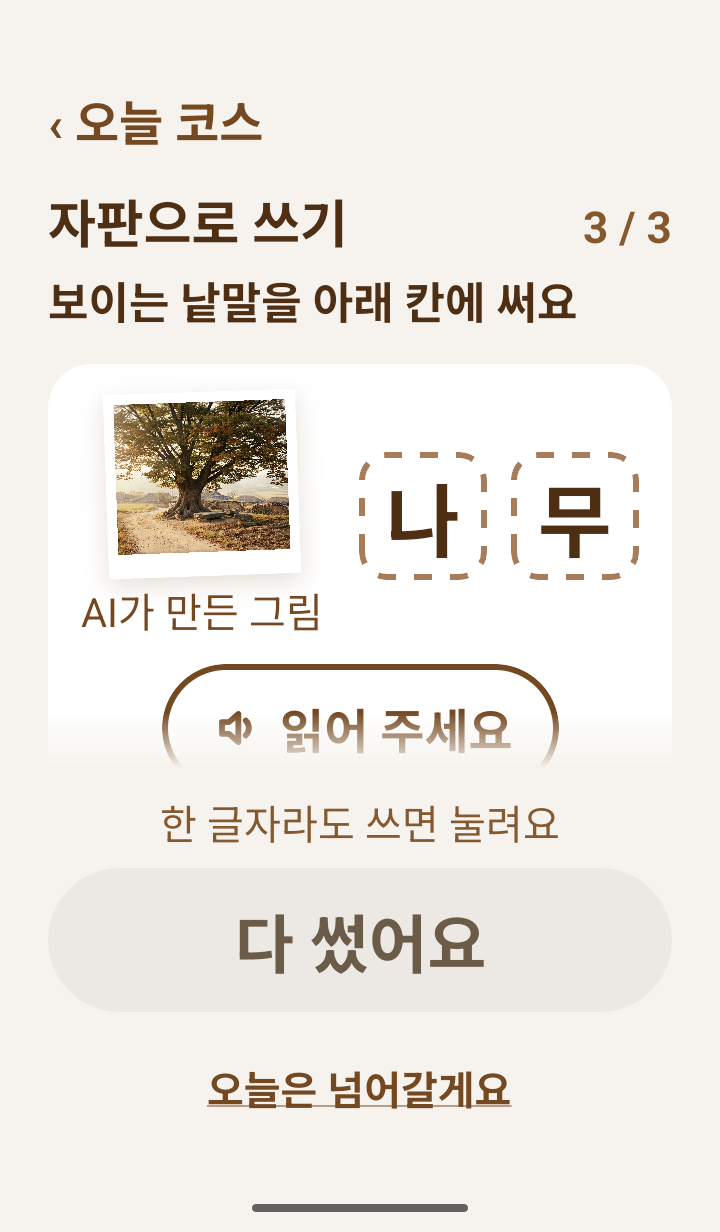 ‹ 오늘 코스
자판으로 쓰기
3 / 3
보이는 낱말을 아래 칸에 써요
나 무
AI가 만든 그림
읽어 주세요
한 글자라도 쓰면 눌려요
다 썼어요
오늘은 넘어갈게요